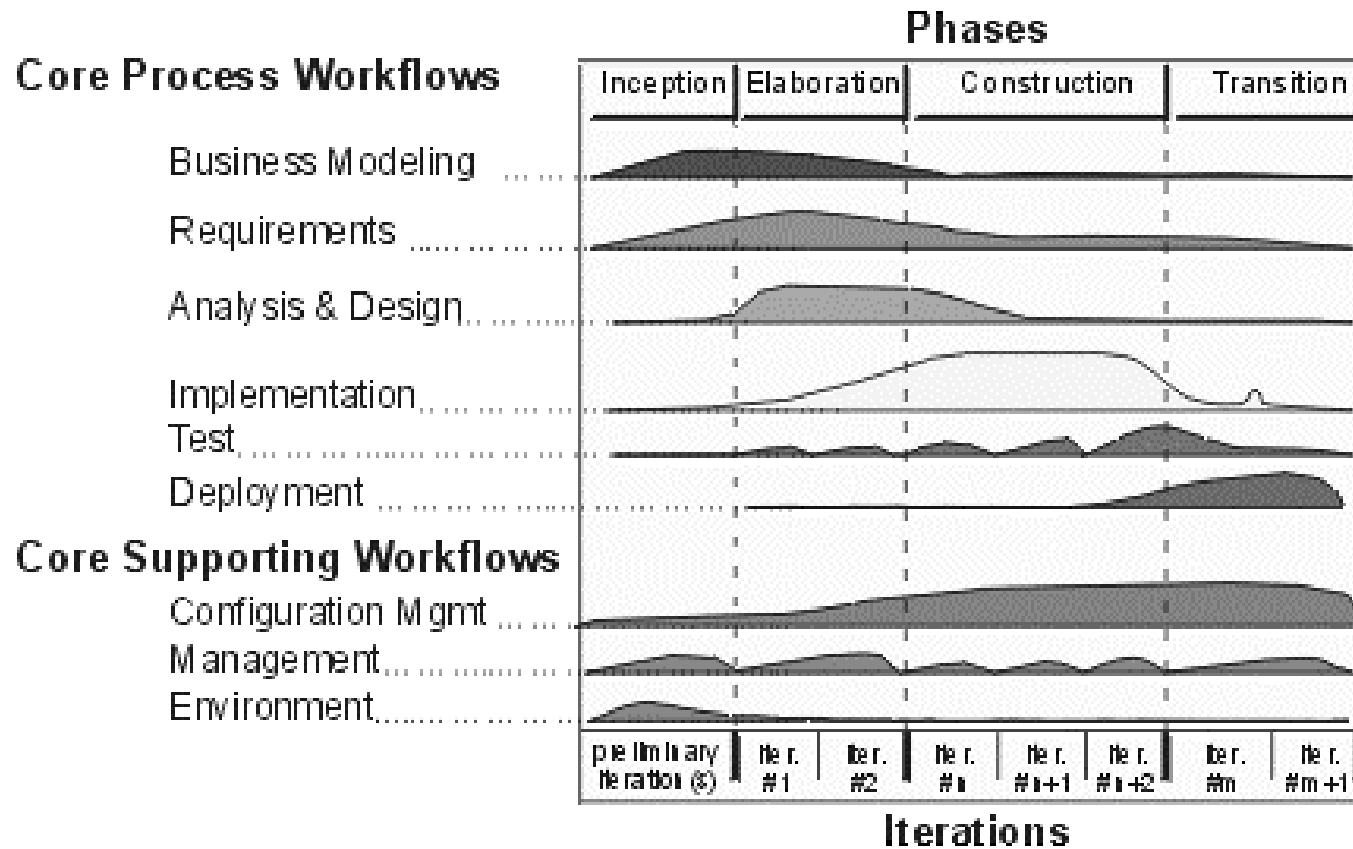 Phases
Core Process Workflows
Inception Elaboration Construction Transition
Business Modeling
Requirements
Analysis & Design
Implementation
Test
Deployment
Core Supporting Workflows
Configuration Mgmt
Management
Environment
preliminary iteration(s)
Iter. #1
Iter. #2
Iter. #n
Iter. #n+1
Iter. #n+2
Iter. #m
Iter. #m+1
Iterations